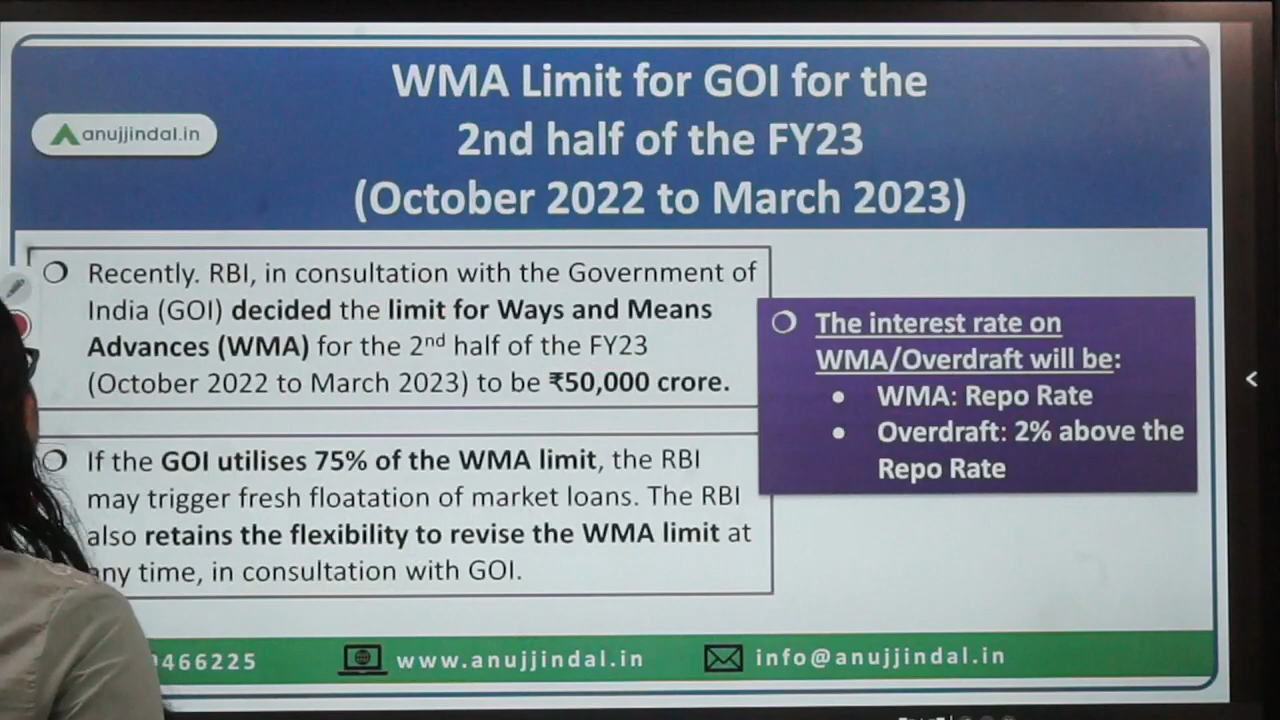 WMA Limit for GOI for the
2nd half of the FY23
(October 2022 to March 2023)
anujjindal.in
Recently. RBI, in consultation with the Government of
India (GOI) decided the limit for Ways and Means
Advances (WMA) for the 2nd half of the FY23
(October 2022 to March 2023) to be ₹50,000 crore.
If the GOI utilises 75% of the WMA limit, the RBI
may trigger fresh floatation of market loans. The RBI
also retains the flexibility to revise the WMA limit at
any time, in consultation with GOI.
The interest rate on
WMA/Overdraft will be:
• WMA: Repo Rate
• Overdraft: 2% above the
Repo Rate
466225
www.anujjindal.in
info@anujjindal.in